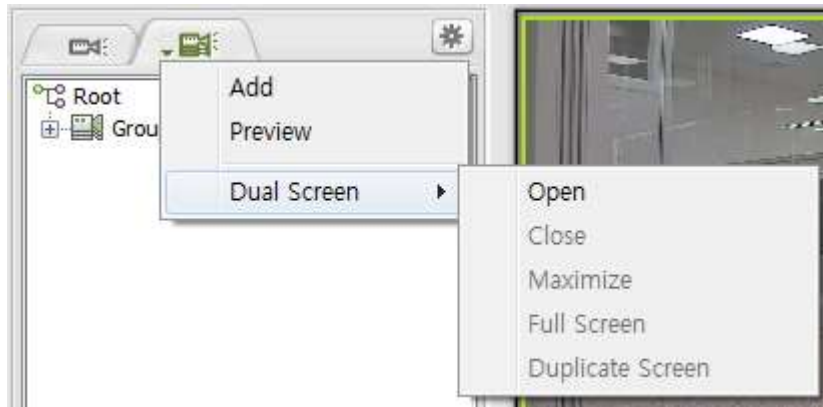 Root
Grou
Add
Preview
Dual Screen
Open
Close
Maximize
Full Screen
Duplicate Screen